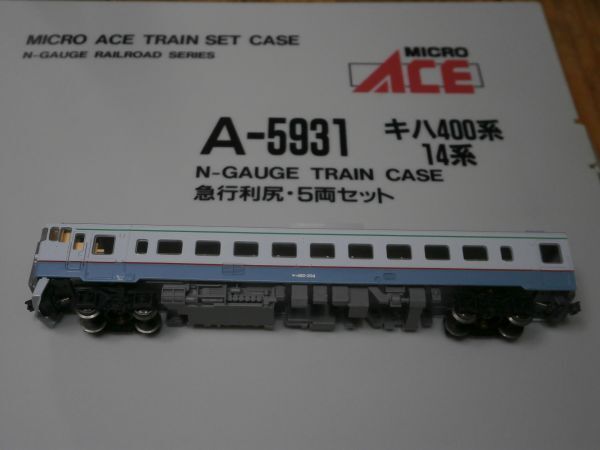 MICRO ACE TRAIN SET CASE
N-GAUGE RAILROAD SERIES
MICRO
ACE
A-5931
キハ400系
14系
N-GAUGE TRAIN CASE
急行利尻・5両セット